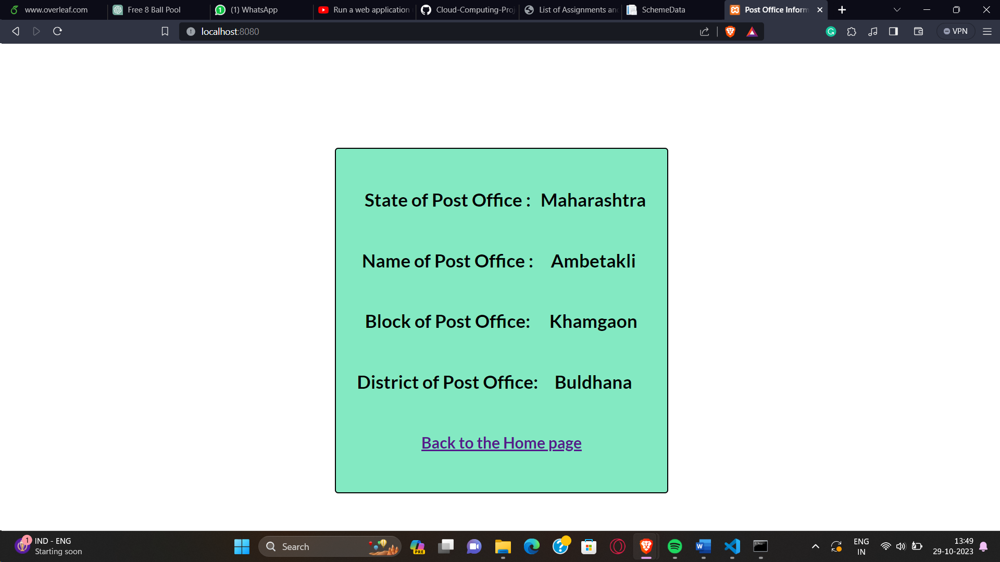 www.overleaf.com
Free 8 Ball Pool
(1) WhatsApp
Run a web application
Cloud-Computing-Proj
List of Assignments an
SchemeData
Post Office Inform
localhost:8080
VPN
State of Post Office : Maharashtra
Name of Post Office : Ambetakli
Block of Post Office: Khamgaon
District of Post Office: Buldhana
Back to the Home page
1
IND - ENG
Starting soon
Search
PRE
ENG
IN
13:49
29-10-2023